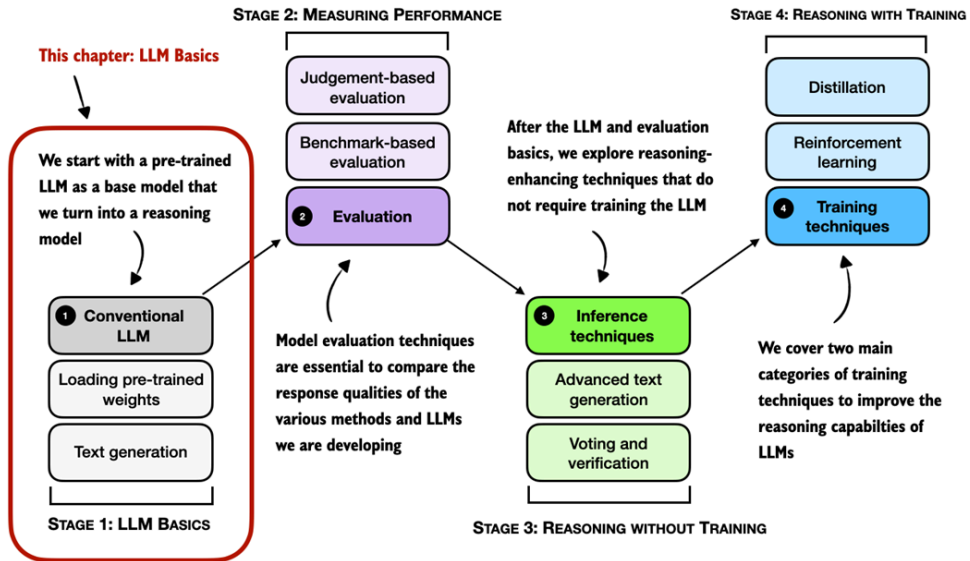 This chapter: LLM Basics
We start with a pre-trained
LLM as a base model that
we turn into a reasoning
model
1
Conventional
LLM
Loading pre-trained
weights
Text generation
STAGE 1: LLM BASICS
STAGE 2: MEASURING PERFORMANCE
Judgement-based
evaluation
Benchmark-based
evaluation
2
Evaluation
Model evaluation techniques
are essential to compare the
response qualities of the
various methods and LLMs
we are developing
After the LLM and evaluation
basics, we explore reasoning-
enhancing techniques that do
not require training the LLM
3
Inference
techniques
Advanced text
generation
Voting and
verification
STAGE 3: REASONING WITHOUT TRAINING
STAGE 4: REASONING WITH TRAINING
Distillation
Reinforcement
learning
4
Training
techniques
We cover two main
categories of training
techniques to improve the
reasoning capabilties of
LLMs